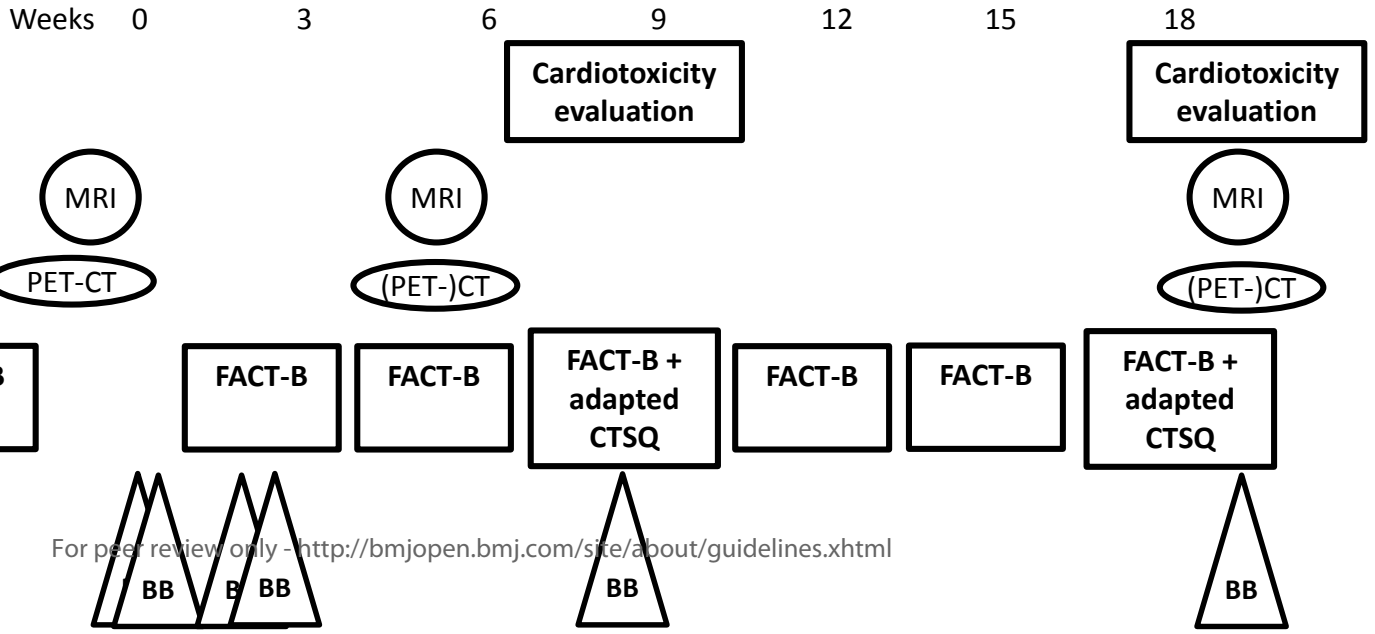 Weeks 0 3 6 9 12 15 18
Cardiotoxicity
evaluation
Cardiotoxicity
evaluation
MRI
MRI
MRI
PET-CT
(PET-)CT
(PET-)CT
B
FACT-B
FACT-B
FACT-B +
adapted
CTSQ
FACT-B
FACT-B
FACT-B +
adapted
CTSQ
For peer review only - http://bmjopen.bmj.com/site/about/guidelines.xhtml
BB
B
BB
BB
BB